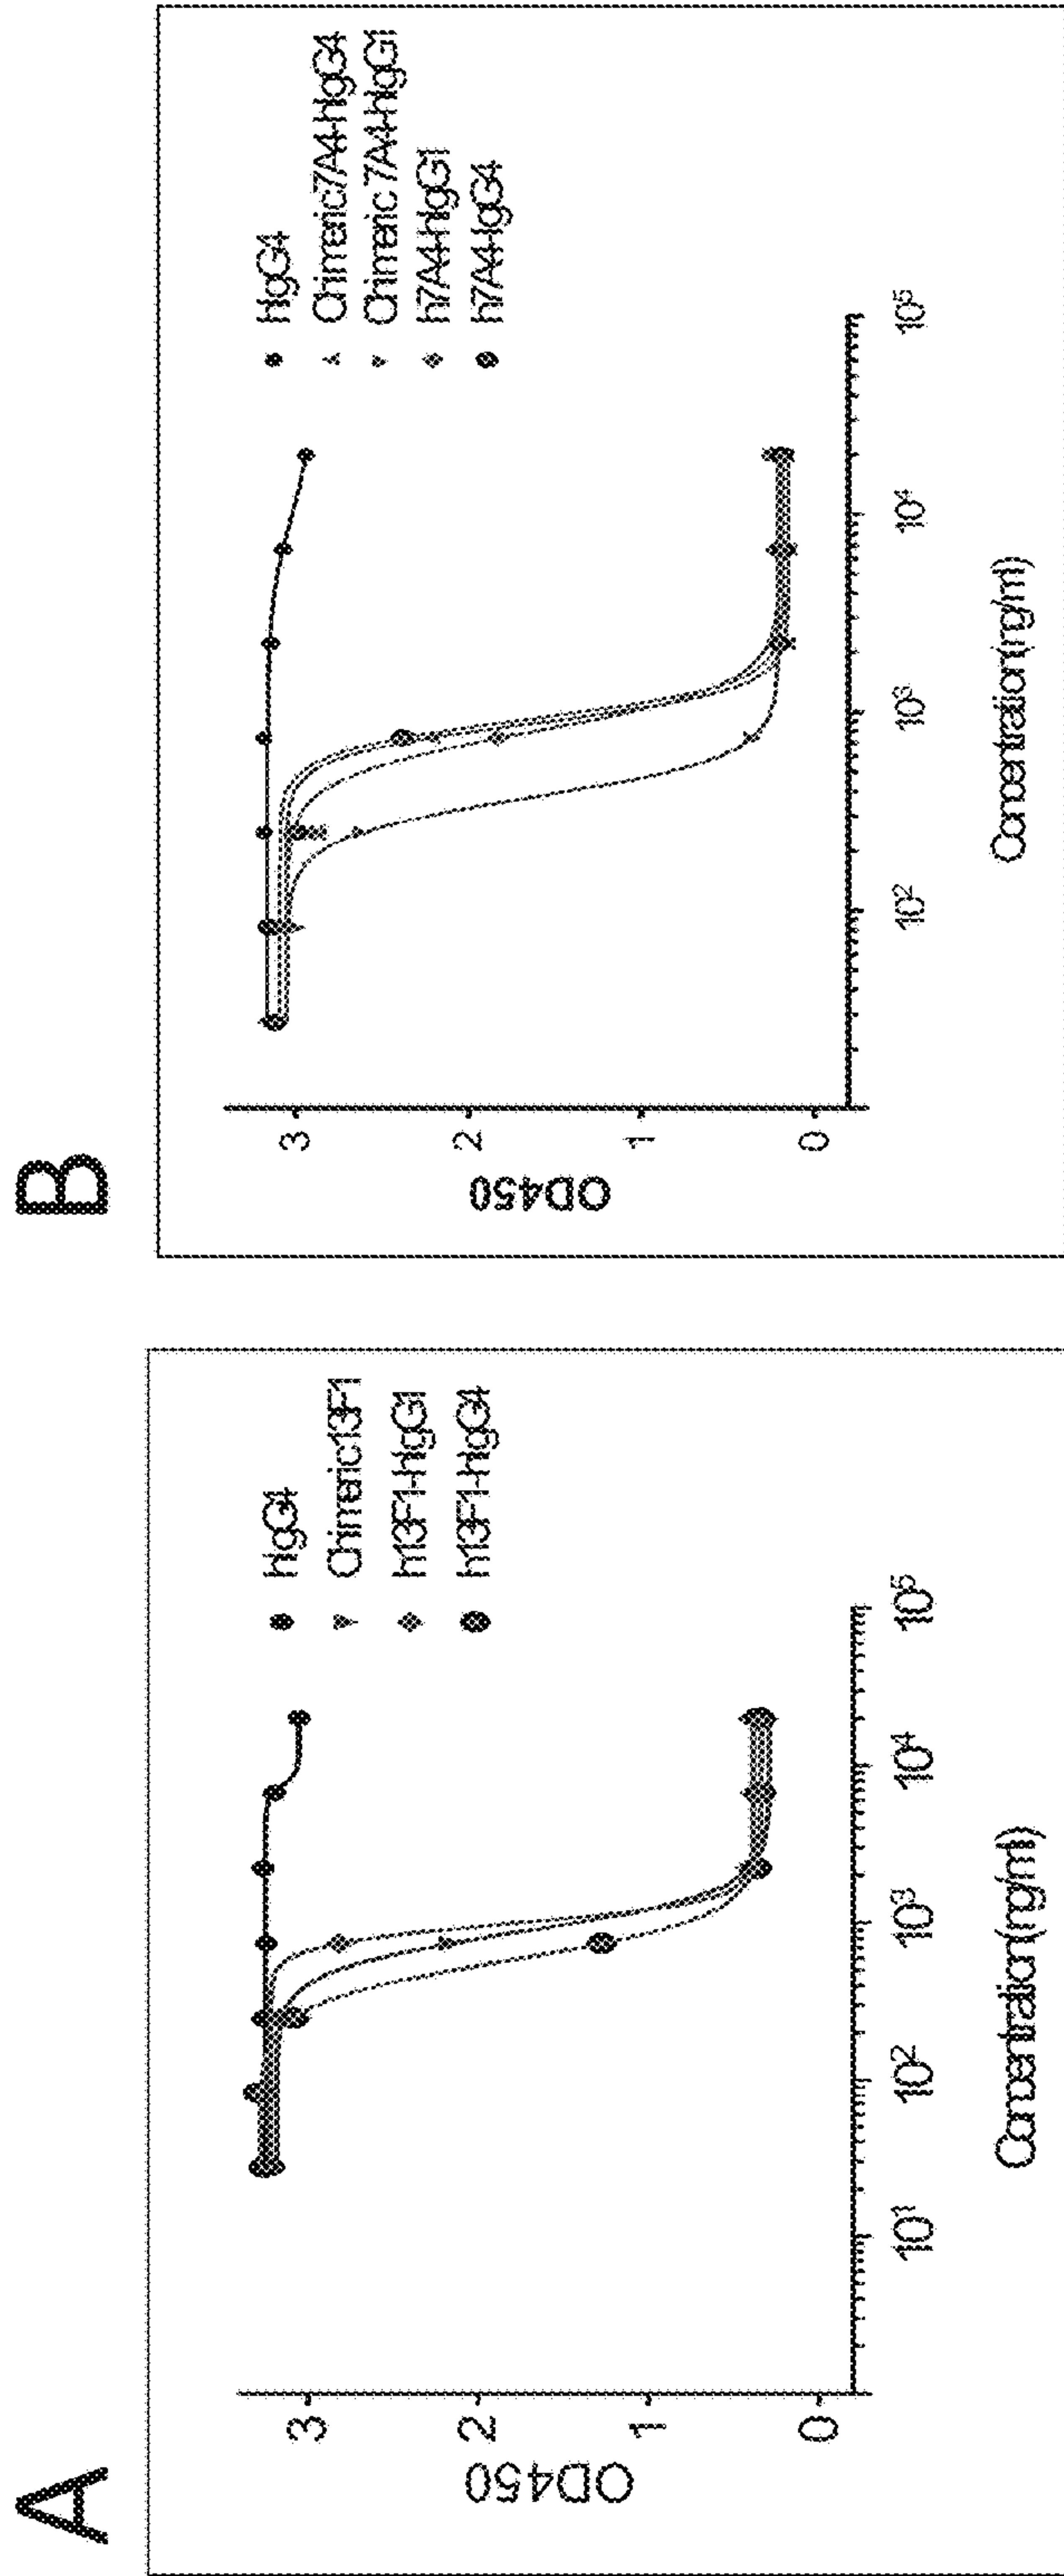 A
OD450
3
2
1
0
10¹
10²
10³
10⁴
10⁵
Concentration(ng/ml)
hIgG4
Chimeric13F1
h13F1-hIgG1
h13F1-hIgG4
B
OD450
3
2
1
0
10²
10³
10⁴
10⁵
Concentration(ng/ml)
hIgG4
Chimeric7A4-hIgG4
Chimeric 7A4-hIgG1
h7A4-hIgG1
h7A4-IgG4